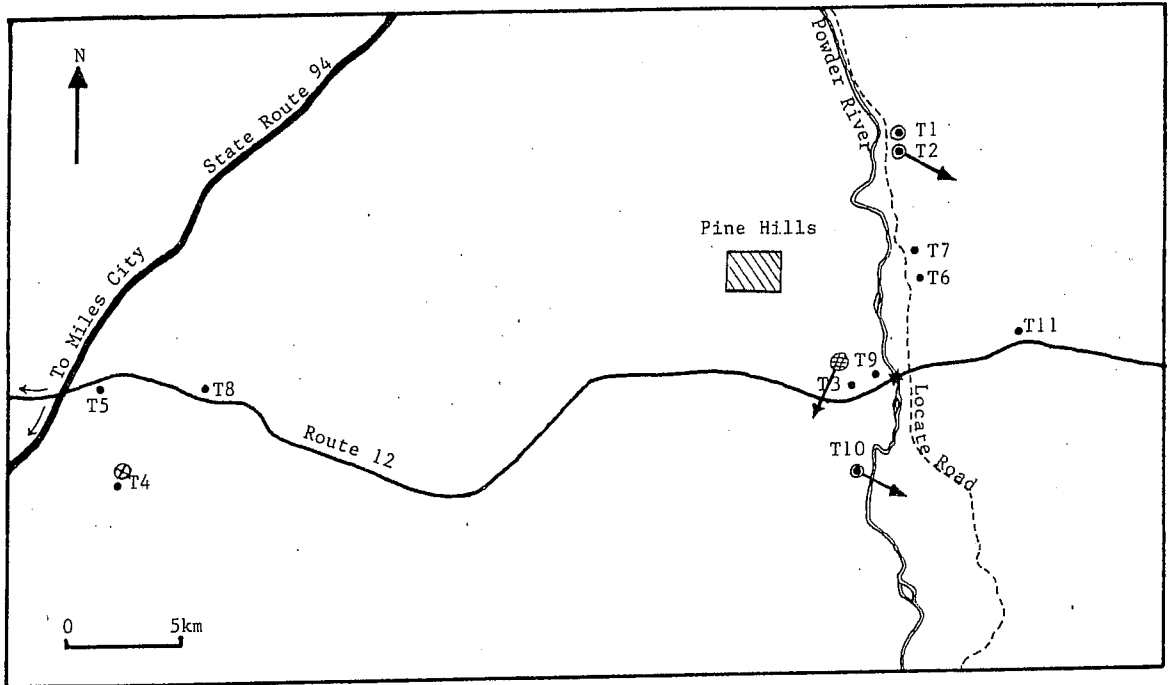 N
State Route 94
Powder River
T1
T2
Pine Hills
T7
T6
To Miles City
T11
T9
T3
T5
T8
Locate Road
Route 12
T10
T4
0 5km